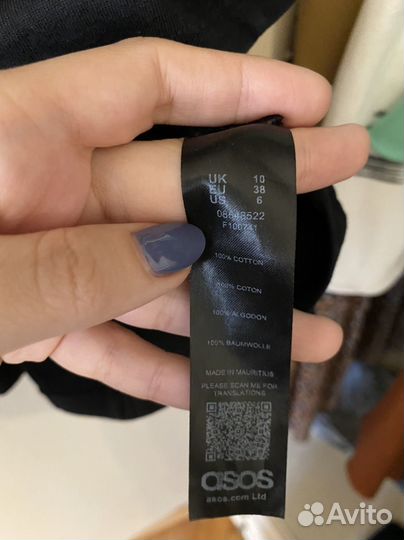 UK 10
EU 38
US 6
F100741
100% COTTON
100% COTON
100% ALGODON
100% BAUMWOLLE
MADE IN MAURITIUS
PLEASE SCAN ME FOR
TRANSLATIONS
asos
asos.com Ltd
Avito